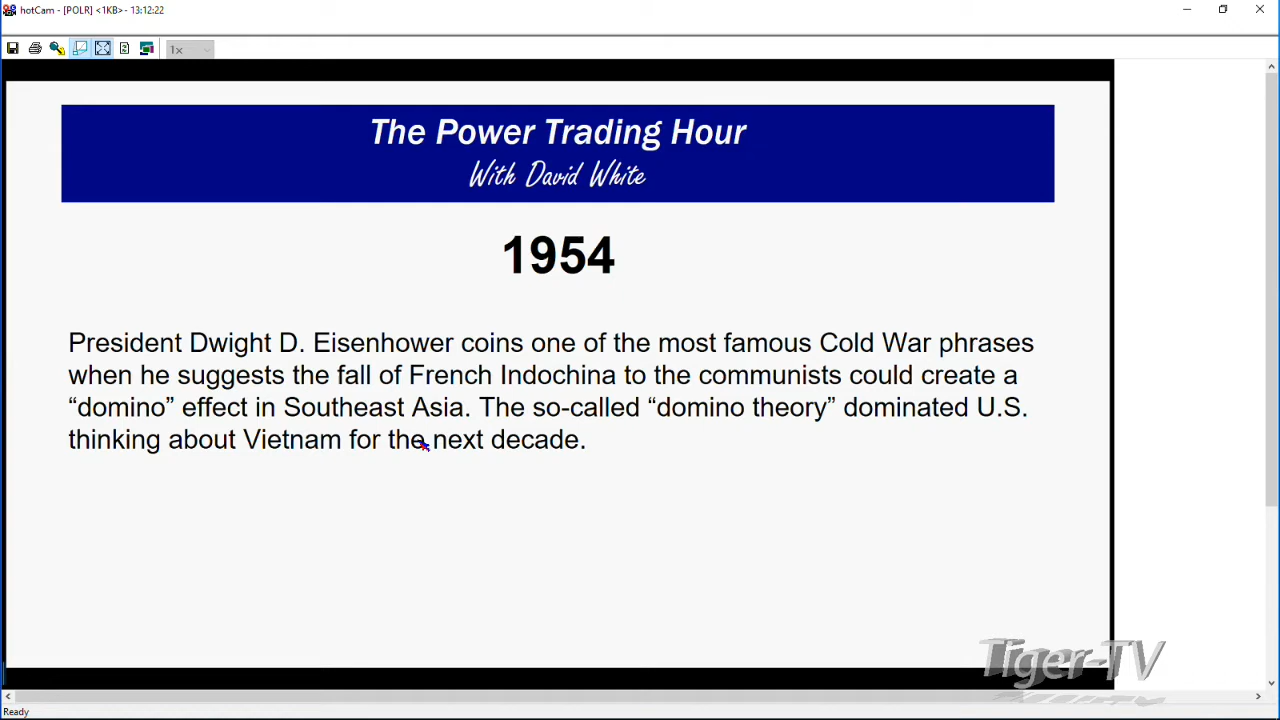 hotCam - [POLR] <1KB>- 13:12:22
1x
The Power Trading Hour
With David White
1954
President Dwight D. Eisenhower coins one of the most famous Cold War phrases
when he suggests the fall of French Indochina to the communists could create a
“domino” effect in Southeast Asia. The so-called “domino theory” dominated U.S.
thinking about Vietnam for the next decade.
Tiger-TV
Ready